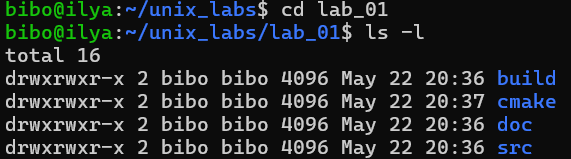 bibo@ilya:~/unix_labs$ cd lab_01
bibo@ilya:~/unix_labs/lab_01$ ls -l
total 16
drwxrwxr-x 2 bibo bibo 4096 May 22 20:36 build
drwxrwxr-x 2 bibo bibo 4096 May 22 20:37 cmake
drwxrwxr-x 2 bibo bibo 4096 May 22 20:36 doc
drwxrwxr-x 2 bibo bibo 4096 May 22 20:36 src